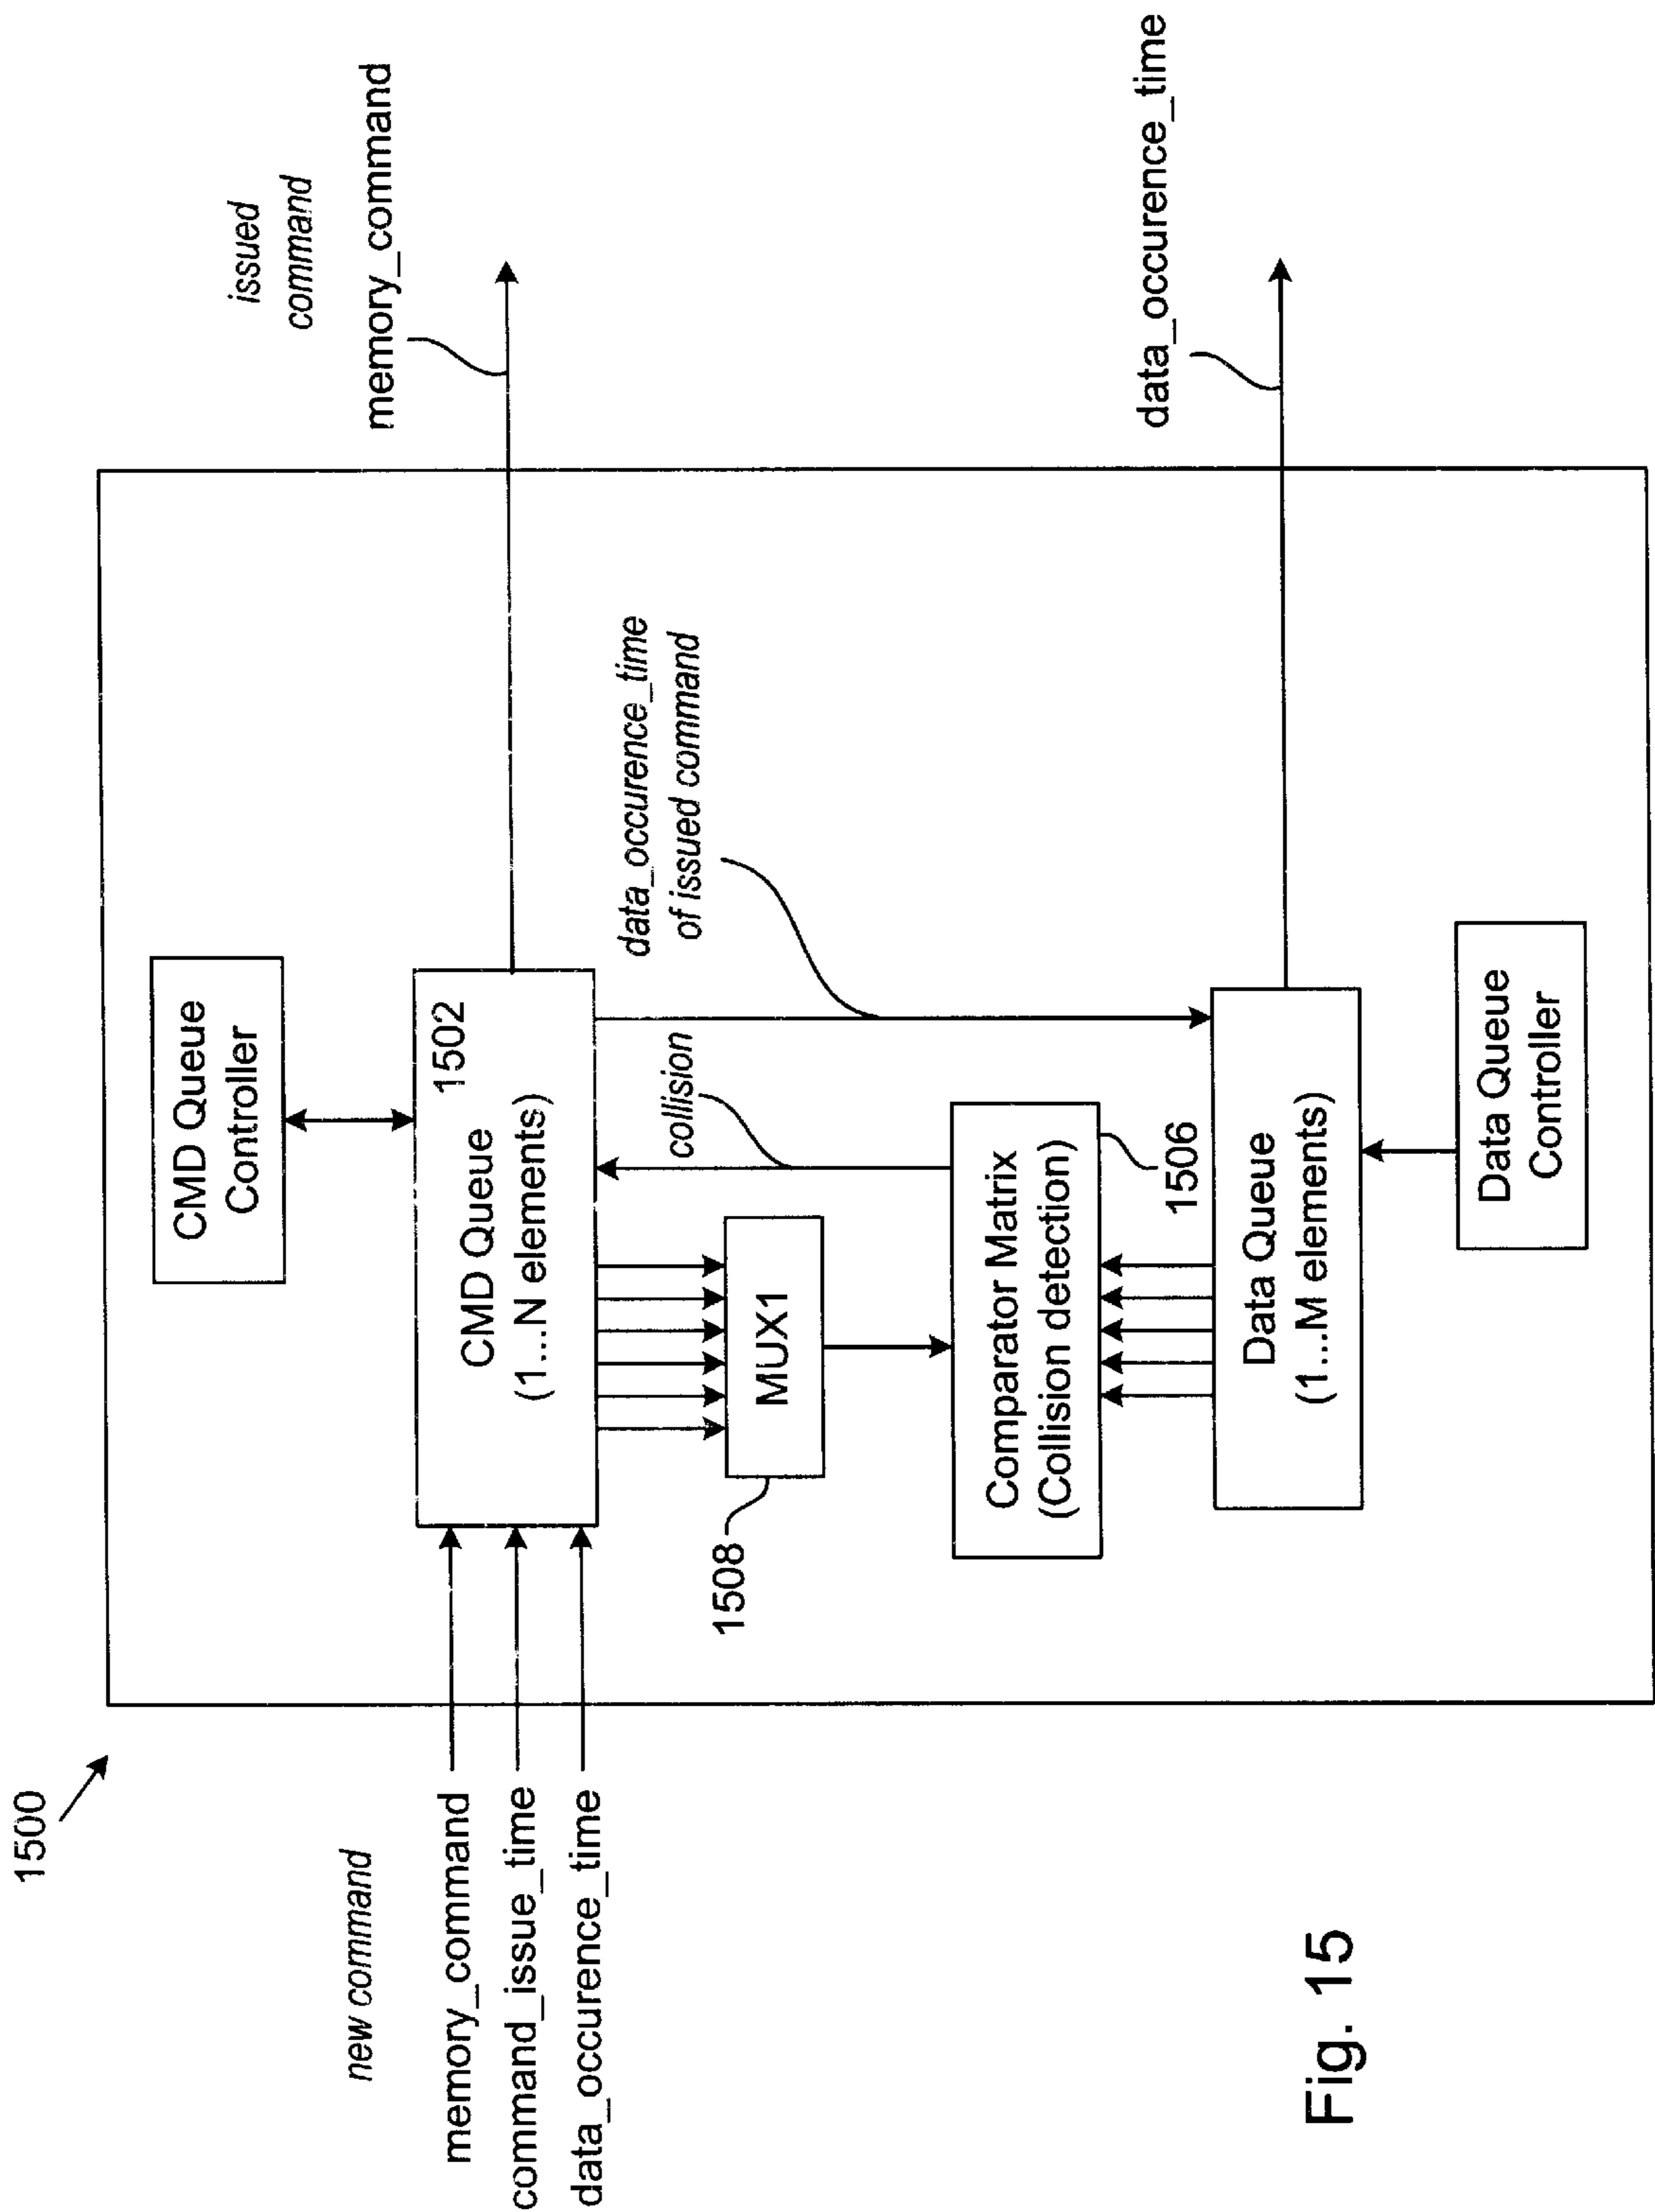 1500
new command
memory_command
command_issue_time
data_occurence_time
CMD Queue
Controller
1502
CMD Queue
(1...N elements)
issued
command
memory_command
collision
data_occurence_time
of issued command
MUX1
1508
Comparator Matrix
(Collision detection)
1506
Data Queue
(1...M elements)
data_occurence_time
Data Queue
Controller
Fig. 15